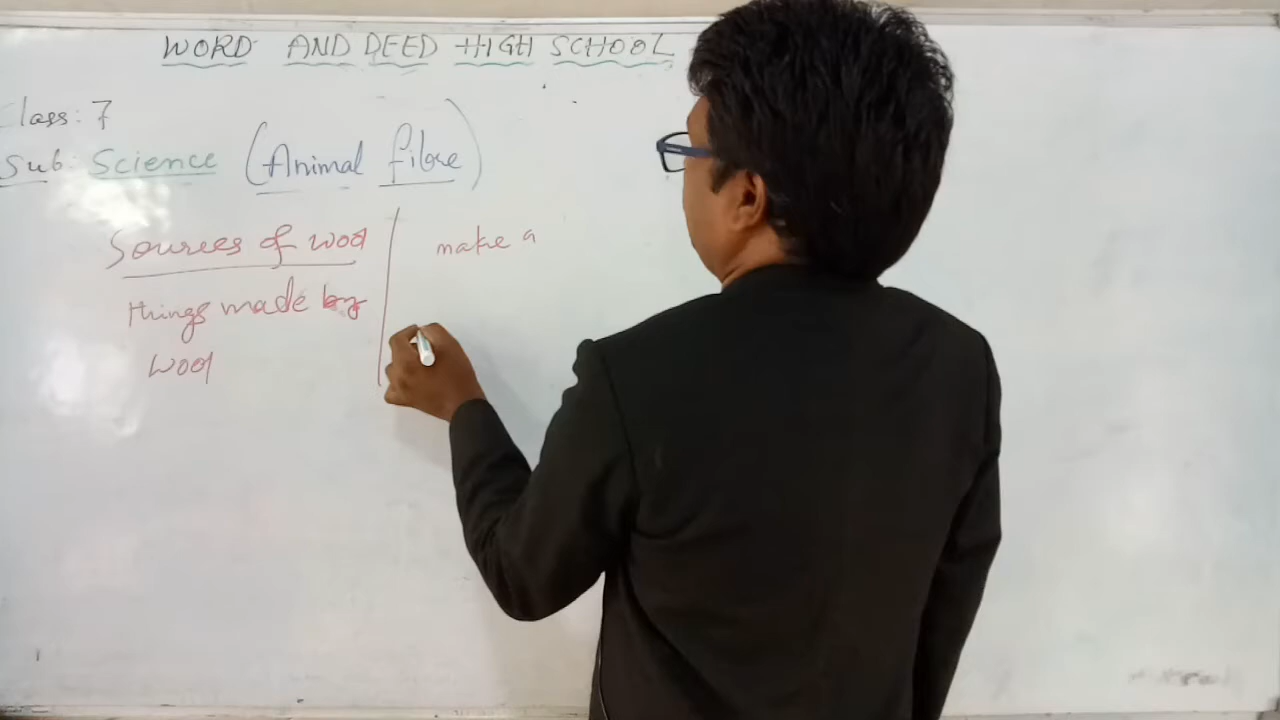 WORD AND DEED HIGH SCHOOL
Class: 7
Sub: Science (Animal fibre)
Sources of wool
make a
things made by
wool